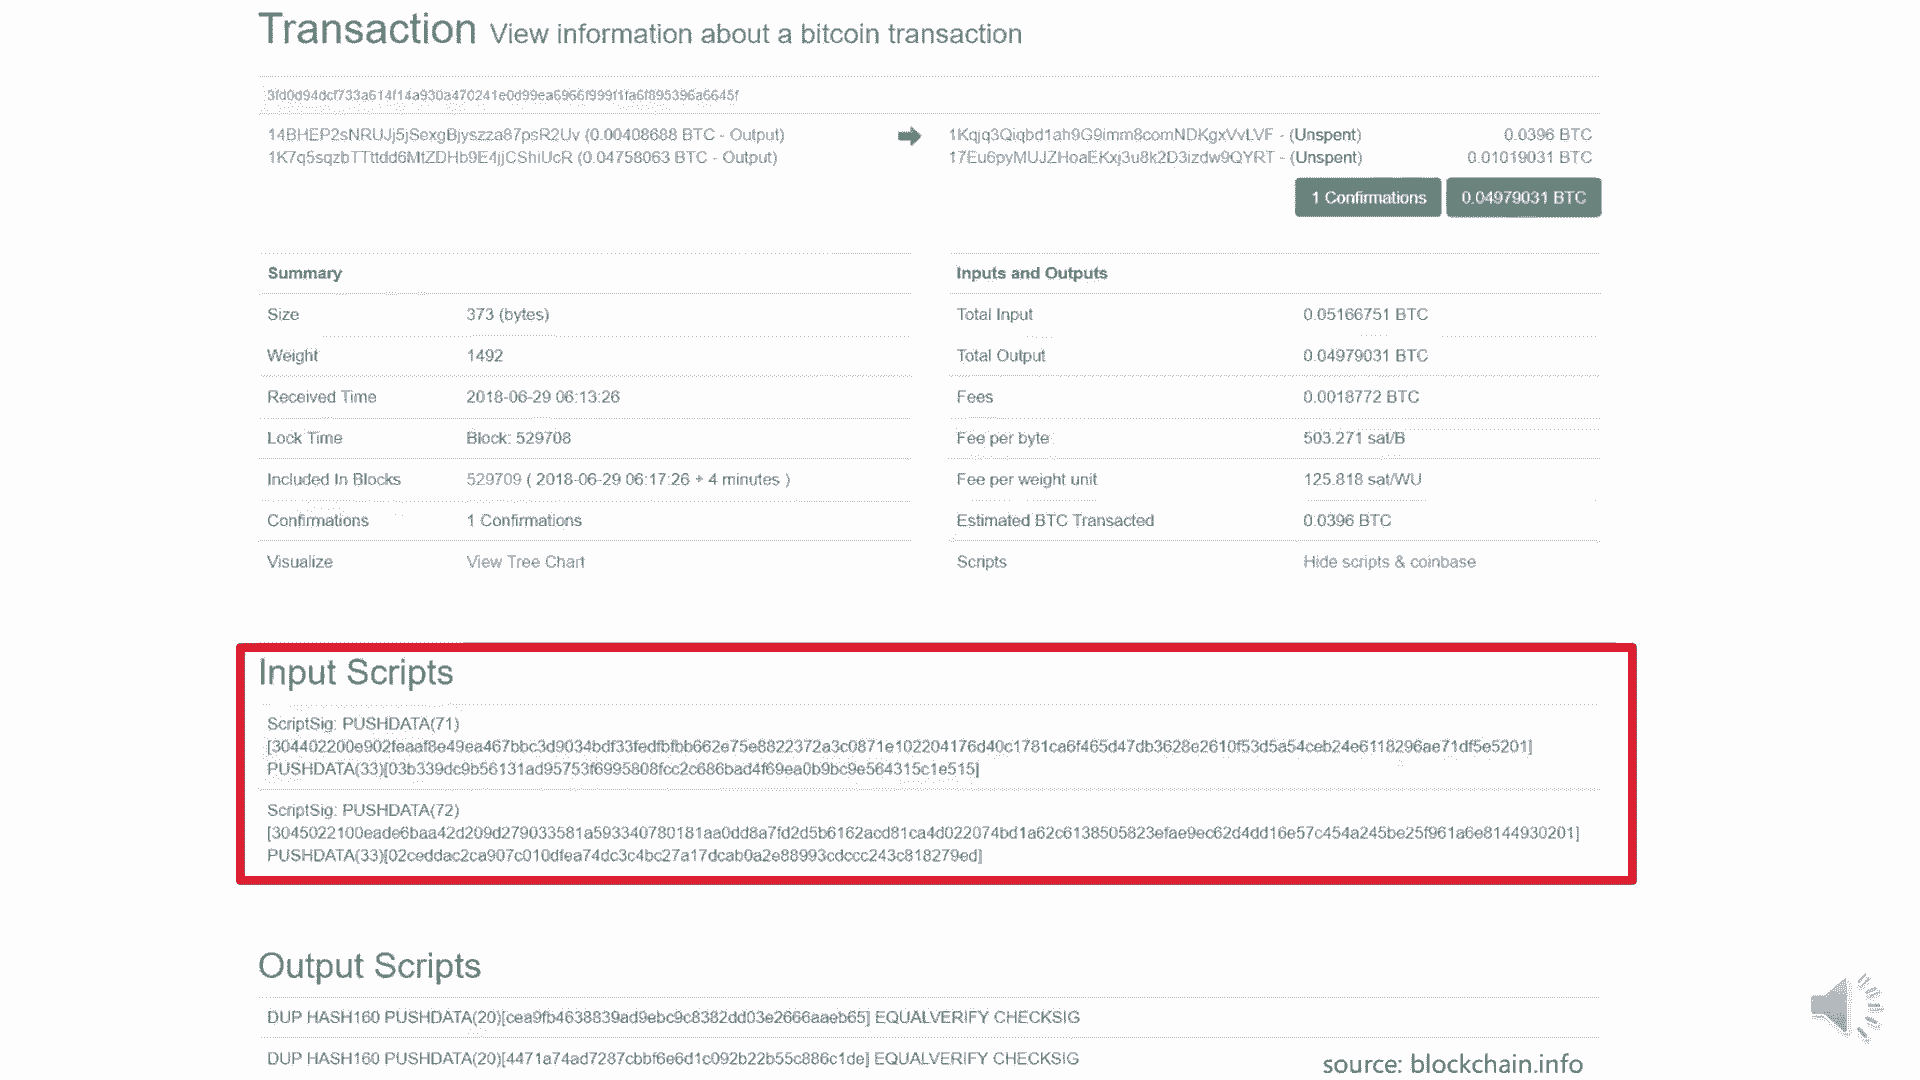 Transaction View information about a bitcoin transaction
3fd0d94dcf733a614f14a930a470241e0d99ea6966f999f1fa6f895396a6645f
14BHEP2sNRUJj5jSexgBjyszza87psR2Uv (0.00408688 BTC - Output)
1K7q5sqzbTTttdd6MtZDHb9E4jjCShiUcR (0.04758063 BTC - Output)
1Kqjq3Qiqbd1ah9G9imm8comNDKgxVvLVF - (Unspent) 0.0396 BTC
17Eu6pyMUJZHoaEKxj3u8k2D3izdw9QYRT - (Unspent) 0.01019031 BTC
1 Confirmations 0.04979031 BTC
Summary
Size 373 (bytes)
Weight 1492
Received Time 2018-06-29 06:13:26
Lock Time Block: 529708
Included In Blocks 529709 ( 2018-06-29 06:17:26 + 4 minutes )
Confirmations 1 Confirmations
Visualize View Tree Chart
Inputs and Outputs
Total Input 0.05166751 BTC
Total Output 0.04979031 BTC
Fees 0.0018772 BTC
Fee per byte 503.271 sat/B
Fee per weight unit 125.818 sat/WU
Estimated BTC Transacted 0.0396 BTC
Scripts Hide scripts & coinbase
Input Scripts
ScriptSig: PUSHDATA(71)
[304402200e902feaaf8e49ea467bbc3d9034bdf33fedfbfbb662e75e8822372a3c0871e102204176d40c1781ca6f465d47db3628e2610f53d5a54ceb24e6118296ae71df5e5201]
PUSHDATA(33)[03b339dc9b56131ad95753f6995808fcc2c686bad4f69ea0b9bc9e564315c1e515]
ScriptSig: PUSHDATA(72)
[3045022100eade6baa42d209d279033581a593340780181aa0dd8a7fd2d5b6162acd81ca4d022074bd1a62c6138505823efae9ec62d4dd16e57c454a245be25f961a6e8144930201]
PUSHDATA(33)[02ceddac2ca907c010dfea74dc3c4bc27a17dcab0a2e88993cdccc243c818279ed]
Output Scripts
DUP HASH160 PUSHDATA(20)[cea9fb4638839ad9ebc9c8382dd03e2666aaeb65] EQUALVERIFY CHECKSIG
DUP HASH160 PUSHDATA(20)[4471a74ad7287cbbf6e6d1c092b22b55c886c1de] EQUALVERIFY CHECKSIG
source: blockchain.info